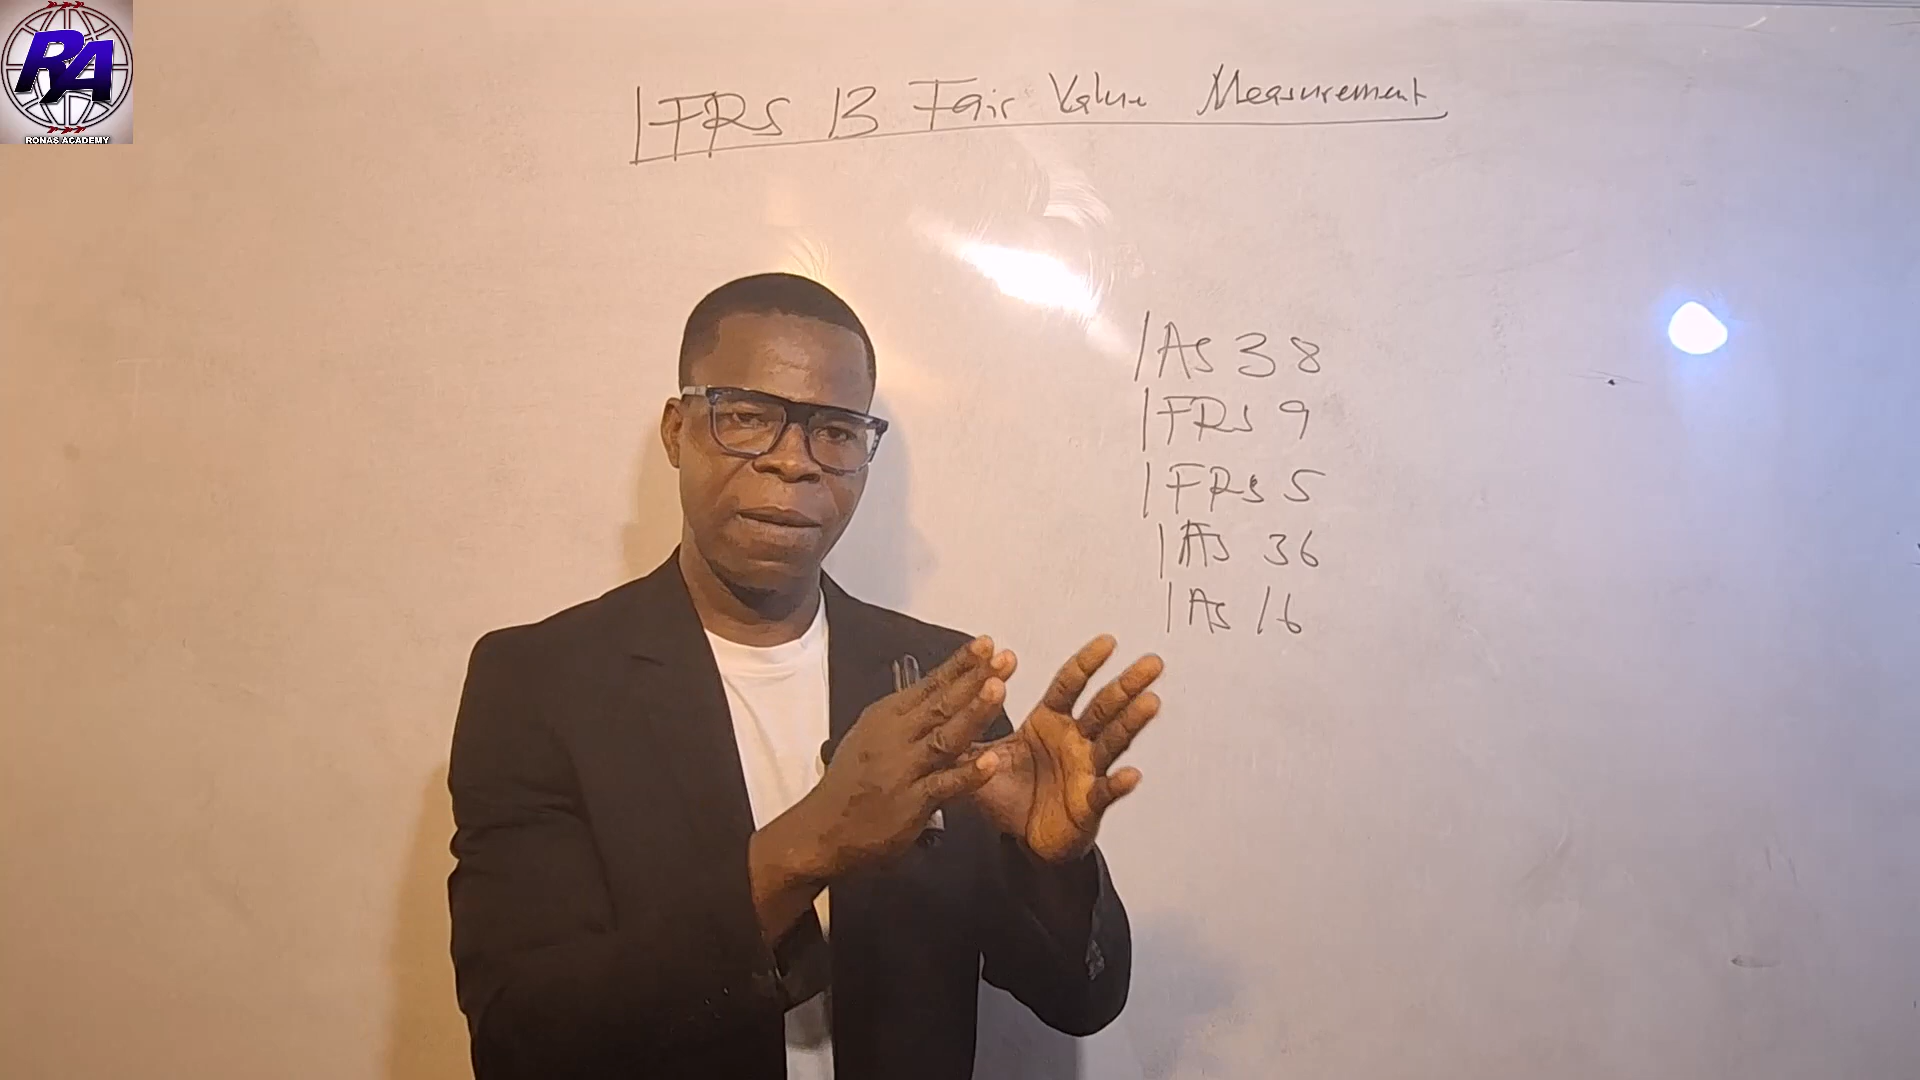 RA
RONAS ACADEMY
IFRS 13 Fair Value Measurement
IAS 38
IFRS 9
IFRS 5
IAS 36
IAS 16